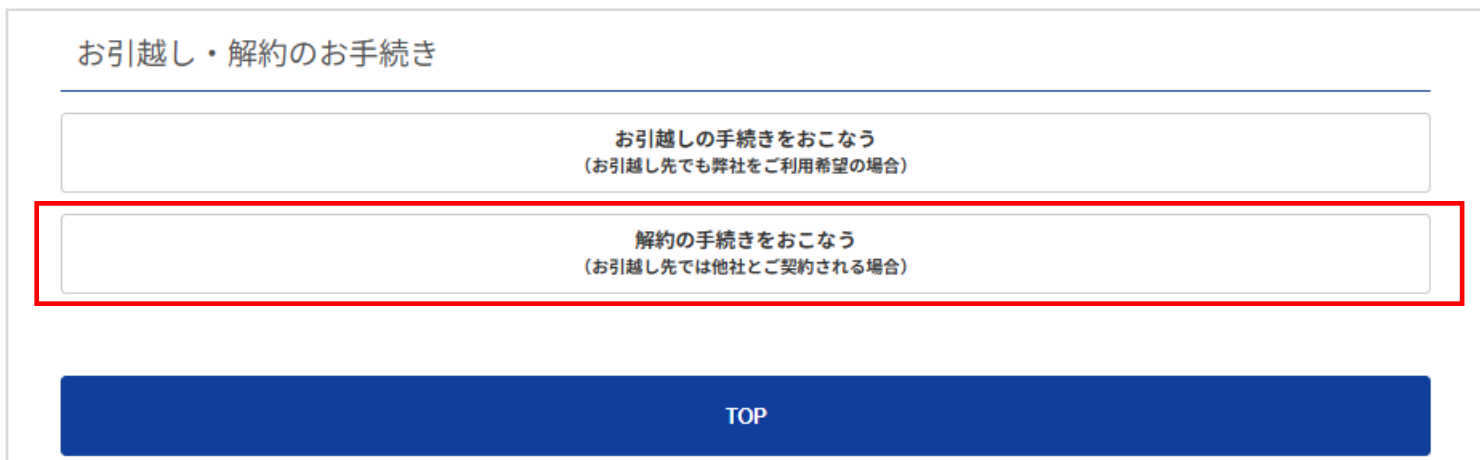 お引越し・解約のお手続き
お引越しの手続きをおこなう
（お引越し先でも弊社をご利用希望の場合）
解約の手続きをおこなう
（お引越し先では他社とご契約される場合）
TOP